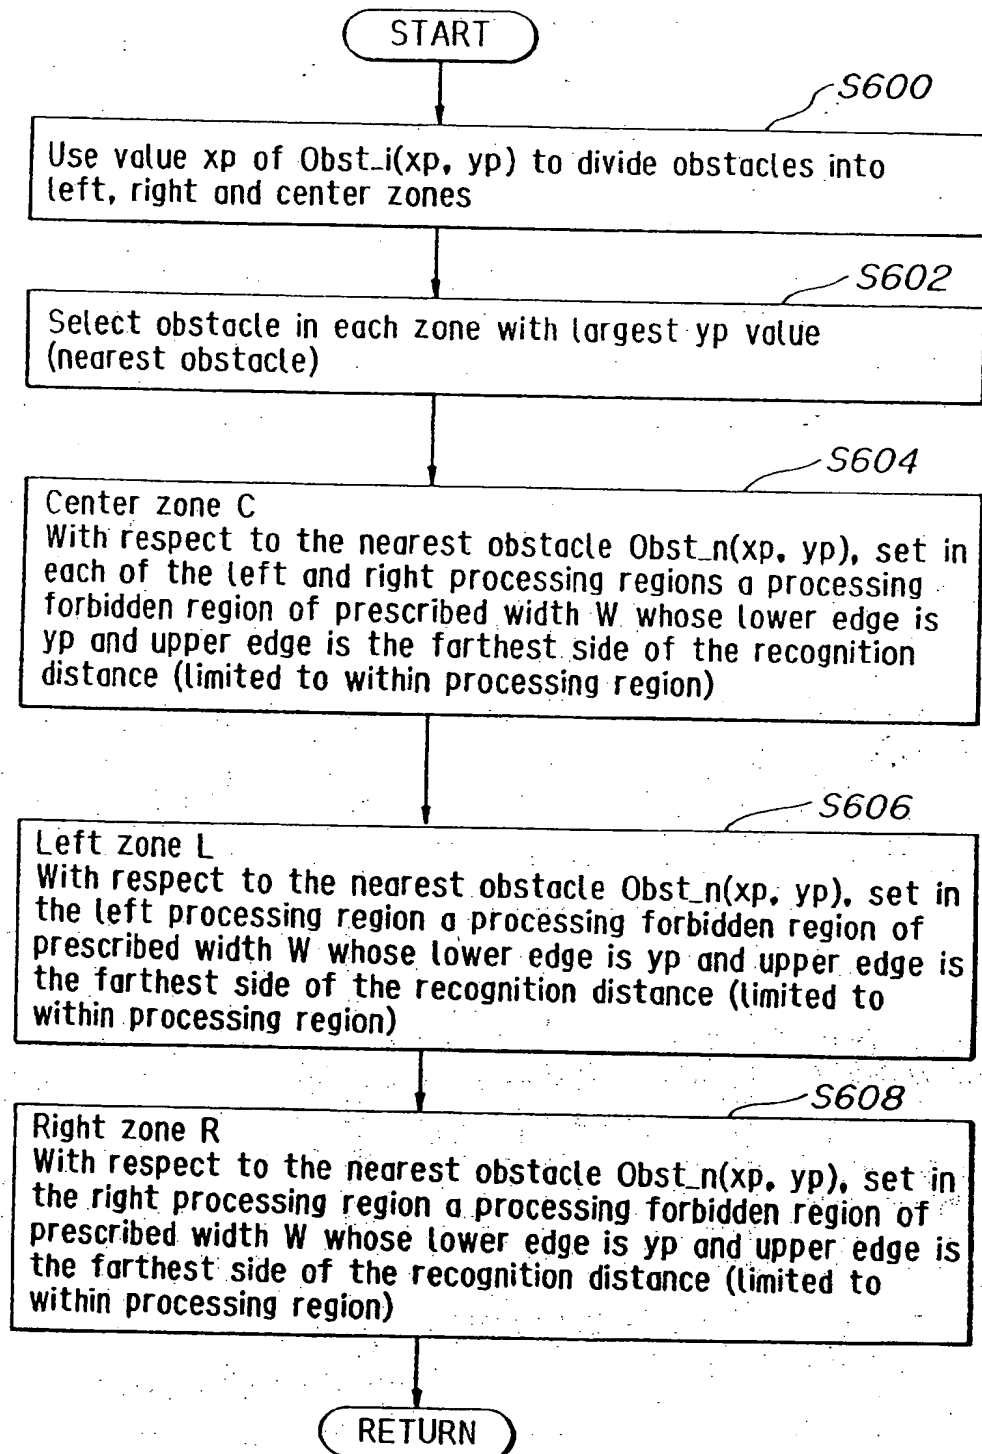 START
S600
Use value xp of Obst_i(xp, yp) to divide obstacles into
left, right and center zones
S602
Select obstacle in each zone with largest yp value
(nearest obstacle)
S604
Center zone C
With respect to the nearest obstacle Obst_n(xp, yp), set in
each of the left and right processing regions a processing
forbidden region of prescribed width W whose lower edge is
yp and upper edge is the farthest side of the recognition
distance (limited to within processing region)
S606
Left zone L
With respect to the nearest obstacle Obst_n(xp, yp), set in
the left processing region a processing forbidden region of
prescribed width W whose lower edge is yp and upper edge is
the farthest side of the recognition distance (limited to
within processing region)
S608
Right zone R
With respect to the nearest obstacle Obst_n(xp, yp), set in
the right processing region a processing forbidden region of
prescribed width W whose lower edge is yp and upper edge is
the farthest side of the recognition distance (limited to
within processing region)
RETURN